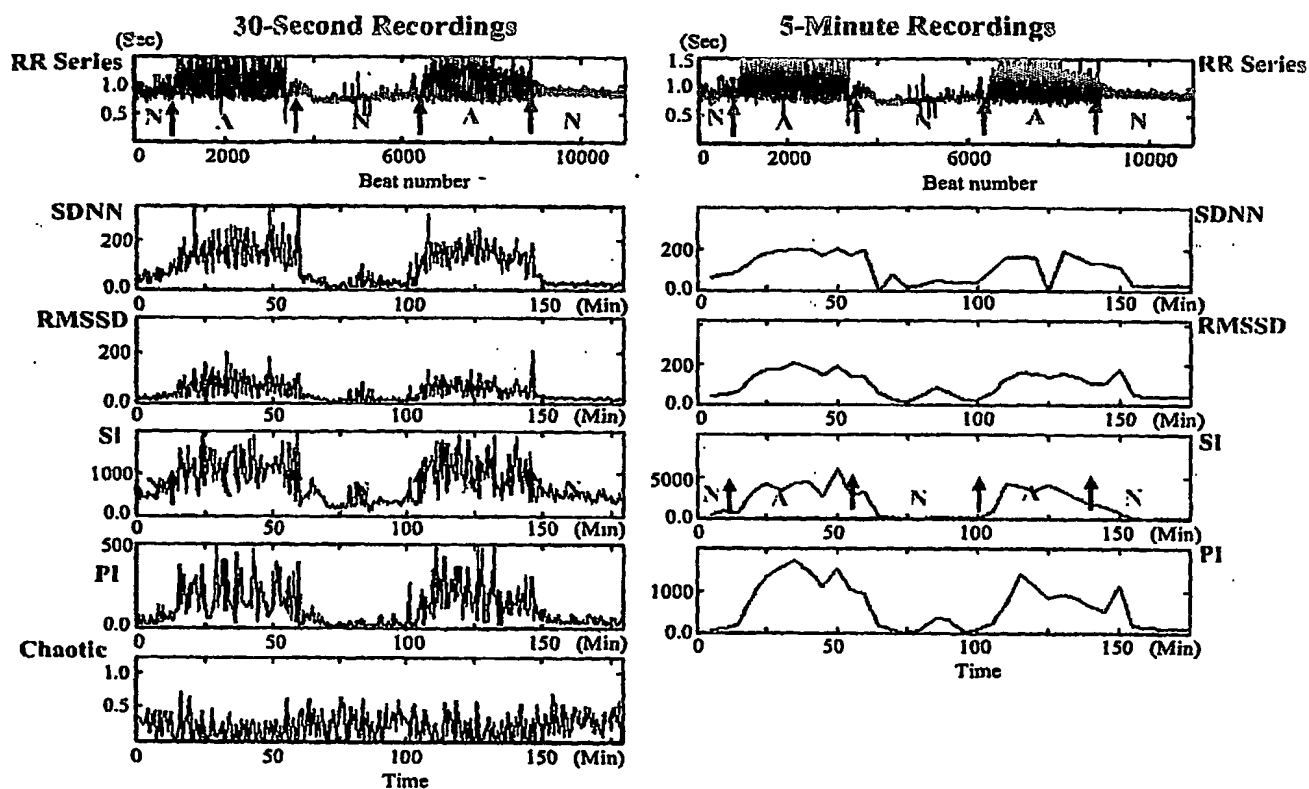 30-Second Recordings
(Sec)
RR Series
1.0
0.5
N A N A N
0 2000 6000 10000
Beat number
SDNN
200
0.0
0 50 100 150 (Min)
RMSSD
200
0.0
0 50 100 150 (Min)
SI
1000
0.0
0 50 100 150 (Min)
500
PI
0.0
0 50 100 150 (Min)
Chaotic
1.0
0.5
0 50 100 150 (Min)
Time
5-Minute Recordings
(Sec)
1.5
RR Series
1.0
0.5
N A N A N
0 2000 6000 10000
Beat number
SDNN
200
0.0
0 50 100 150 (Min)
RMSSD
200
0.0
0 50 100 150 (Min)
SI
5000
N A N A N
0.0
0 50 100 150 (Min)
PI
1000
0.0
0 50 100 150 (Min)
Time